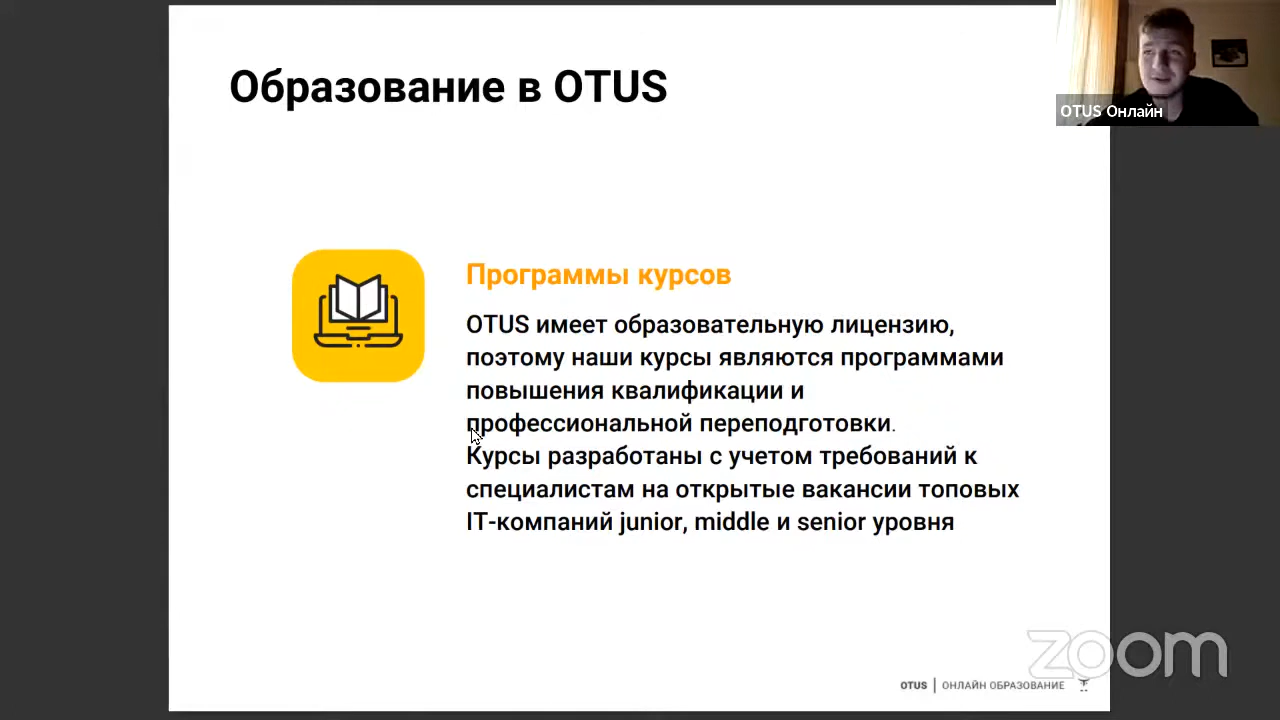 Образование в OTUS
OTUS Онлайн
Программы курсов
OTUS имеет образовательную лицензию,
поэтому наши курсы являются программами
повышения квалификации и
профессиональной переподготовки.
Курсы разработаны с учетом требований к
специалистам на открытые вакансии топовых
IT-компаний junior, middle и senior уровня
zoom
OTUS | ОНЛАЙН ОБРАЗОВАНИЕ